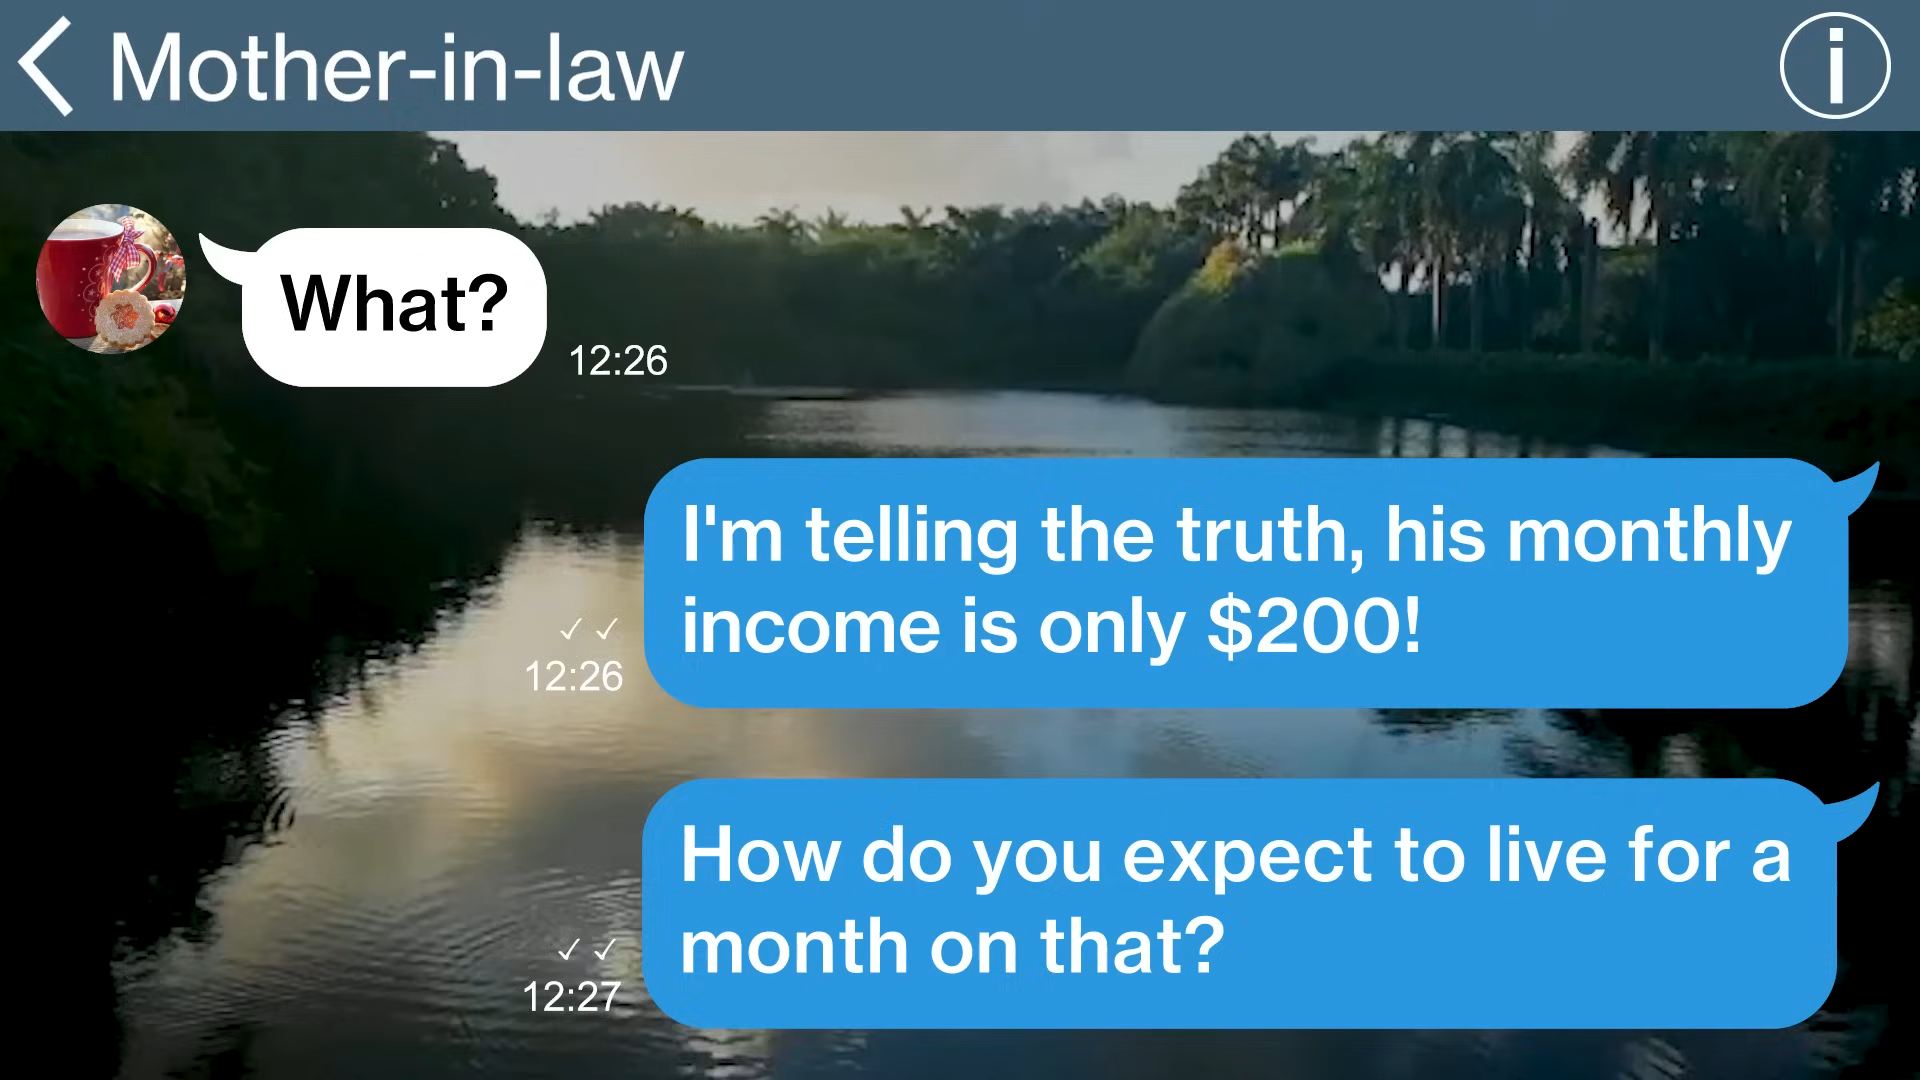 Mother-in-law
What?
12:26
I'm telling the truth, his monthly
income is only $200!
✓ ✓
12:26
How do you expect to live for a
month on that?
✓ ✓
12:27